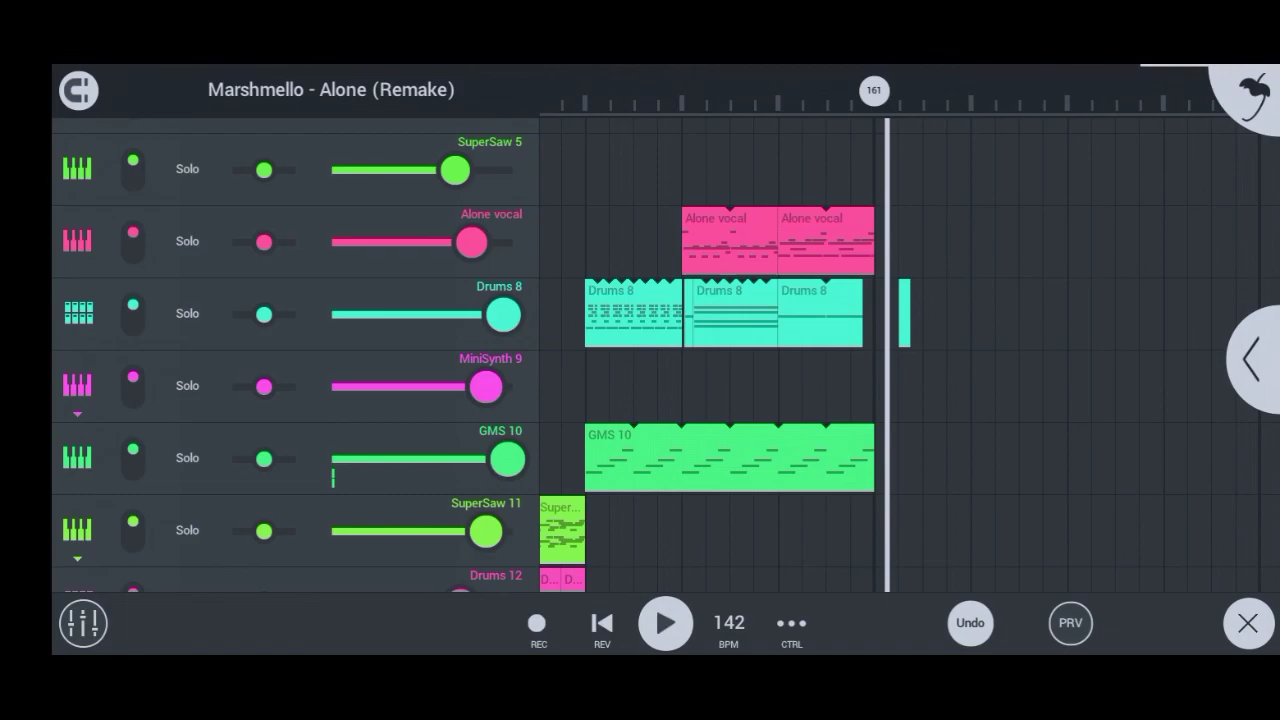 Marshmello - Alone (Remake)
161
SuperSaw 5
Solo
Alone vocal
Solo
Alone vocal
Alone vocal
Drums 8
Solo
Drums 8
Drums 8
Drums 8
MiniSynth 9
Solo
GMS 10
Solo
GMS 10
SuperSaw 11
Solo
Super...
Drums 12
D...
D...
REC
REV
142
BPM
CTRL
Undo
PRV